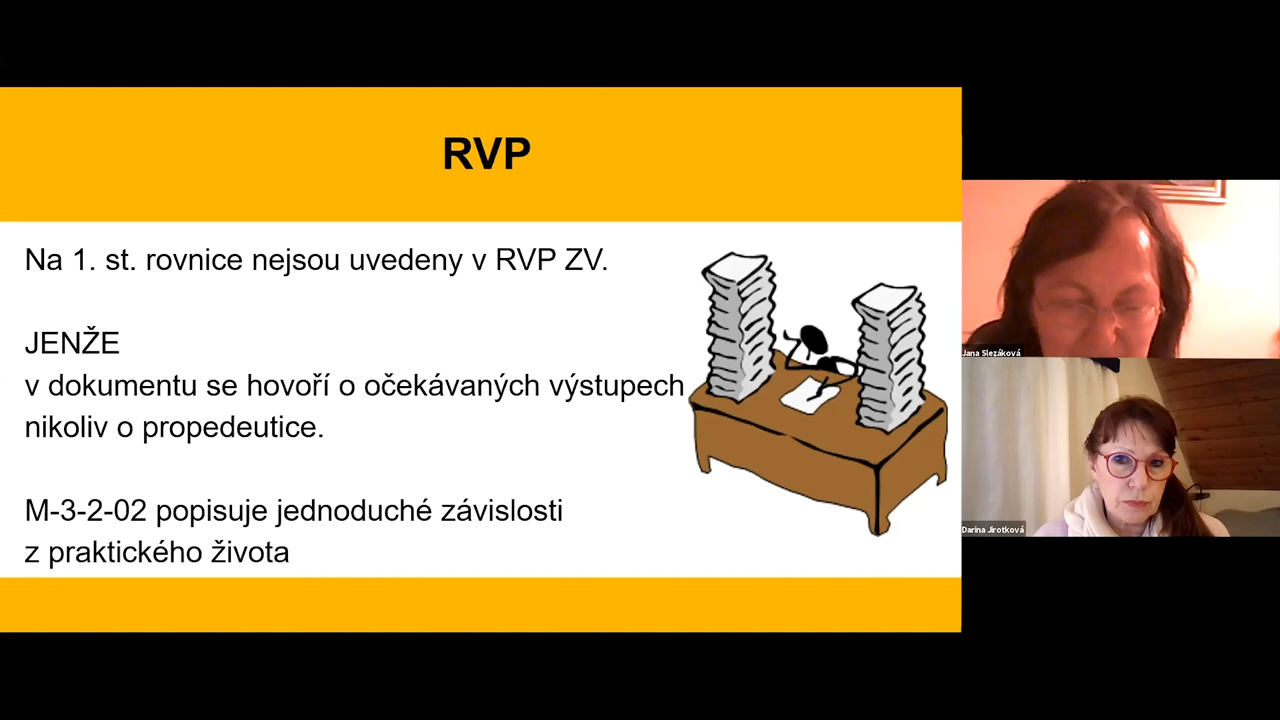 RVP
Na 1. st. rovnice nejsou uvedeny v RVP ZV.
JENŽE
v dokumentu se hovoří o očekávaných výstupech
nikoliv o propedeutice.
M-3-2-02 popisuje jednoduché závislosti
z praktického života
Jana Slezáková
Darina Jirotková